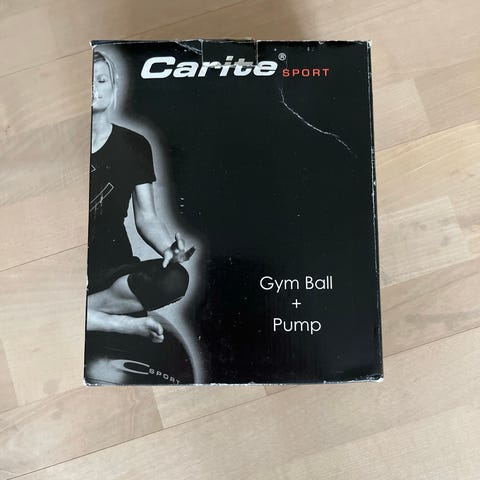 Carite® SPORT
Gym Ball
+
Pump
C SPORT